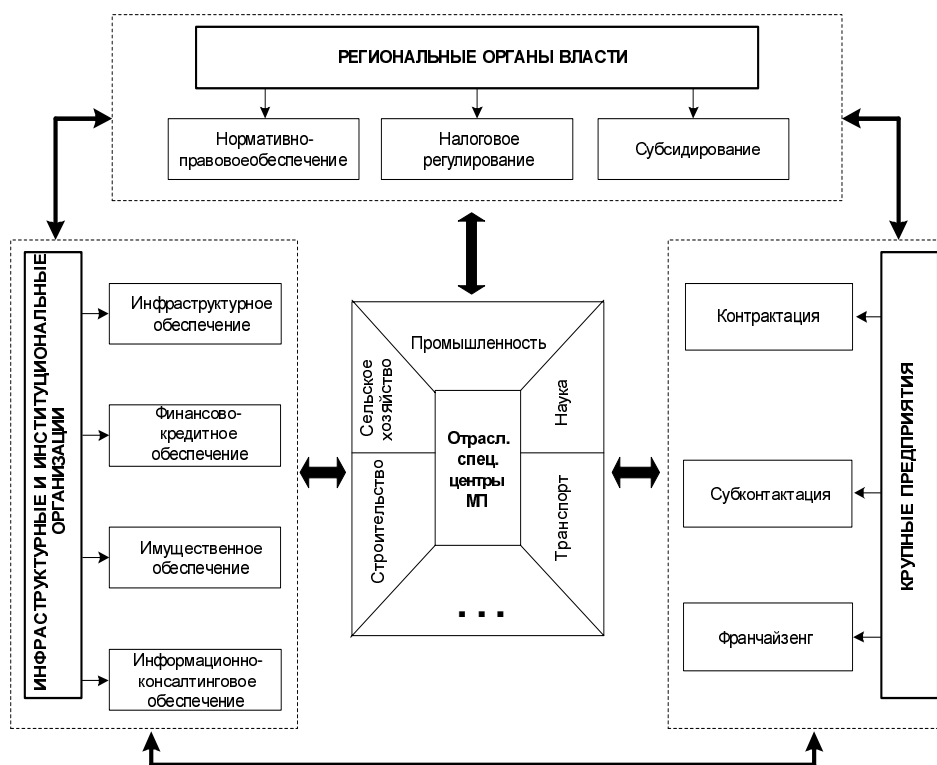 РЕГИОНАЛЬНЫЕ ОРГАНЫ ВЛАСТИ
Нормативно-
правовоеобеспечение
Налоговое
регулирование
Субсидирование
ИНФРАСТРУКТУРНЫЕ И ИНСТИТУЦИОНАЛЬНЫЕ
ОРГАНИЗАЦИИ
Инфраструктурное
обеспечение
Финансово-
кредитное
обеспечение
Имущественное
обеспечение
Информационно-
консалтинговое
обеспечение
Промышленность
Сельское
хозяйство
Наука
Отрасл.
спец.
центры
МП
Строительство
Транспорт
...
Контрактация
Субконтактация
Франчайзенг
КРУПНЫЕ ПРЕДПРИЯТИЯ